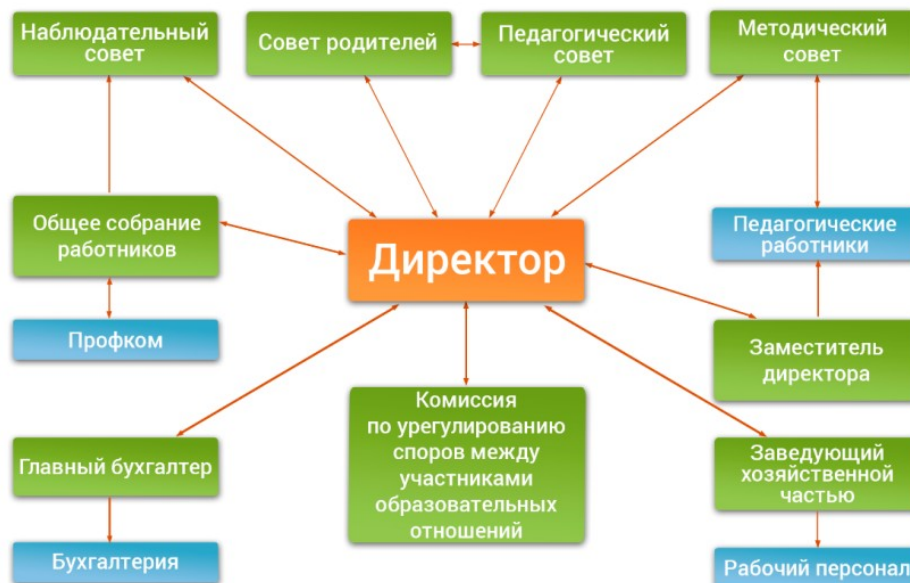 Наблюдательный
совет
Совет родителей
Педагогический
совет
Методический
совет
Общее собрание
работников
Директор
Педагогические
работники
Профком
Заместитель
директора
Комиссия
по урегулированию
споров между
участниками
образовательных
отношений
Главный бухгалтер
Заведующий
хозяйственной
частью
Бухгалтерия
Рабочий персонал